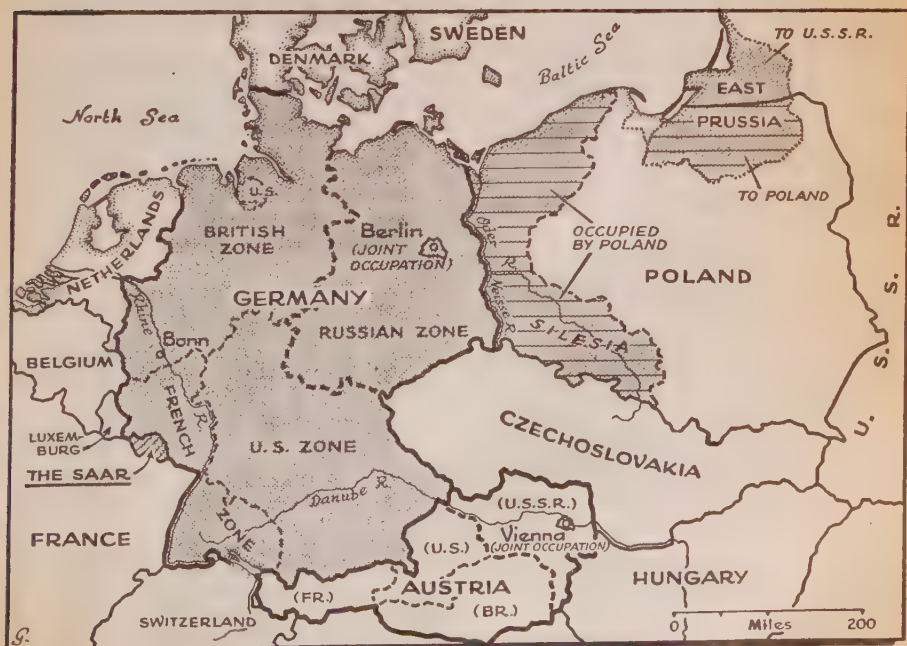 SWEDEN
DENMARK
Baltic Sea
TO U.S.S.R.
North Sea
EAST
PRUSSIA
TO POLAND
U.S.
NETHERLANDS
BRITISH
ZONE
Berlin
(JOINT
OCCUPATION)
OCCUPIED
BY POLAND
Oder R.
Neisse R.
POLAND
U. S. S. R.
GERMANY
Rhine
R.
Bonn
RUSSIAN ZONE
SILESIA
BELGIUM
LUXEM-
BURG
FRENCH
ZONE
THE SAAR
U.S. ZONE
CZECHOSLOVAKIA
Danube R.
(U.S.S.R.)
Vienna
(JOINT OCCUPATION)
FRANCE
(U.S.)
AUSTRIA
(FR.)
(BR.)
HUNGARY
SWITZERLAND
G.
0 Miles 200